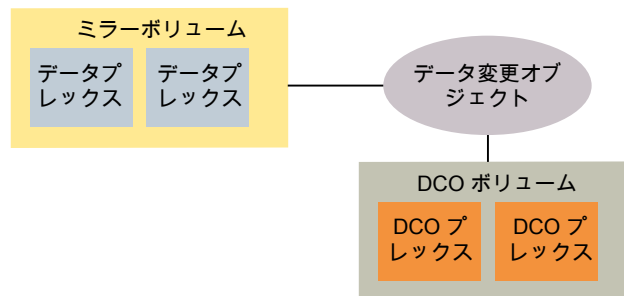 ミラーボリューム
データプ
レックス
データプ
レックス
データ変更オブ
ジェクト
DCO ボリューム
DCO プ
レックス
DCO プ
レックス